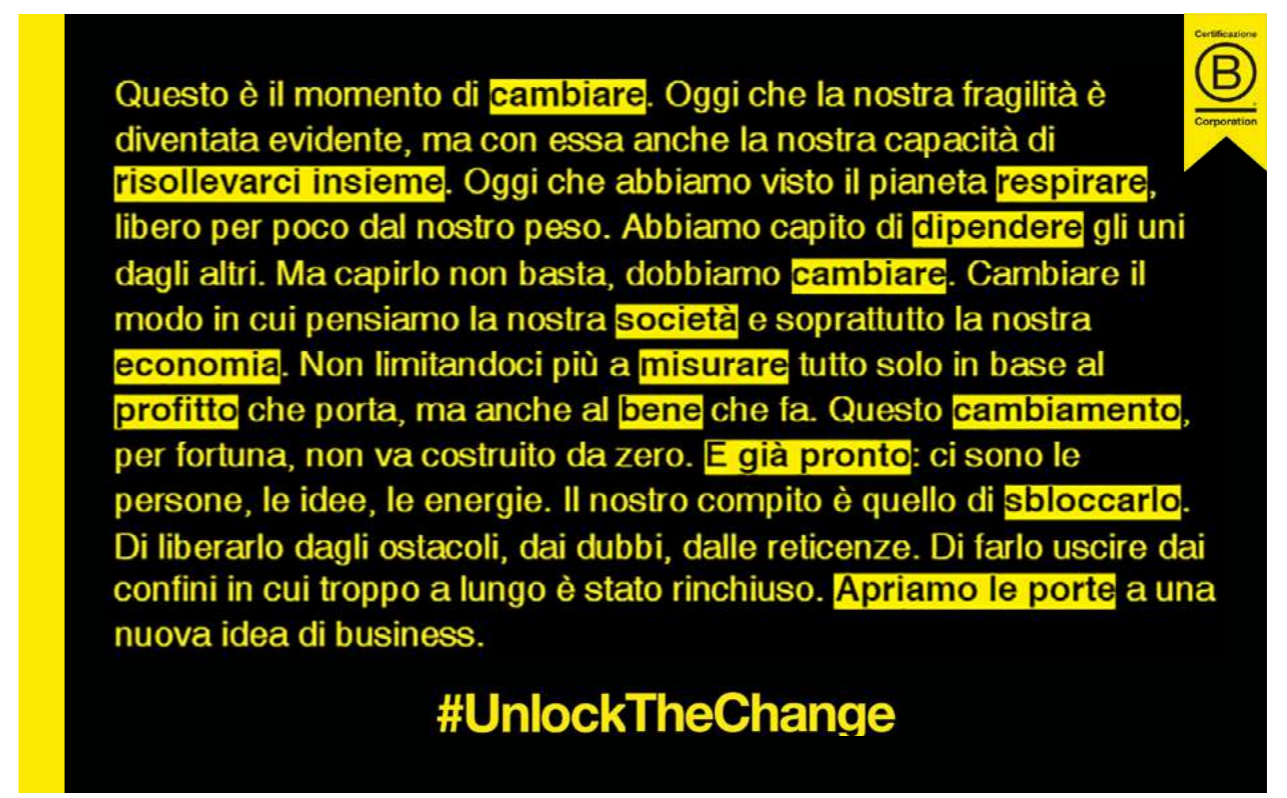 Certificazione
B
Corporation
Questo è il momento di cambiare. Oggi che la nostra fragilità è
diventata evidente, ma con essa anche la nostra capacità di
risollevarci insieme. Oggi che abbiamo visto il pianeta respirare,
libero per poco dal nostro peso. Abbiamo capito di dipendere gli uni
dagli altri. Ma capirlo non basta, dobbiamo cambiare. Cambiare il
modo in cui pensiamo la nostra società e soprattutto la nostra
economia. Non limitandoci più a misurare tutto solo in base al
profitto che porta, ma anche al bene che fa. Questo cambiamento,
per fortuna, non va costruito da zero. E già pronto: ci sono le
persone, le idee, le energie. Il nostro compito è quello di sbloccarlo.
Di liberarlo dagli ostacoli, dai dubbi, dalle reticenze. Di farlo uscire dai
confini in cui troppo a lungo è stato rinchiuso. Apriamo le porte a una
nuova idea di business.
#UnlockTheChange